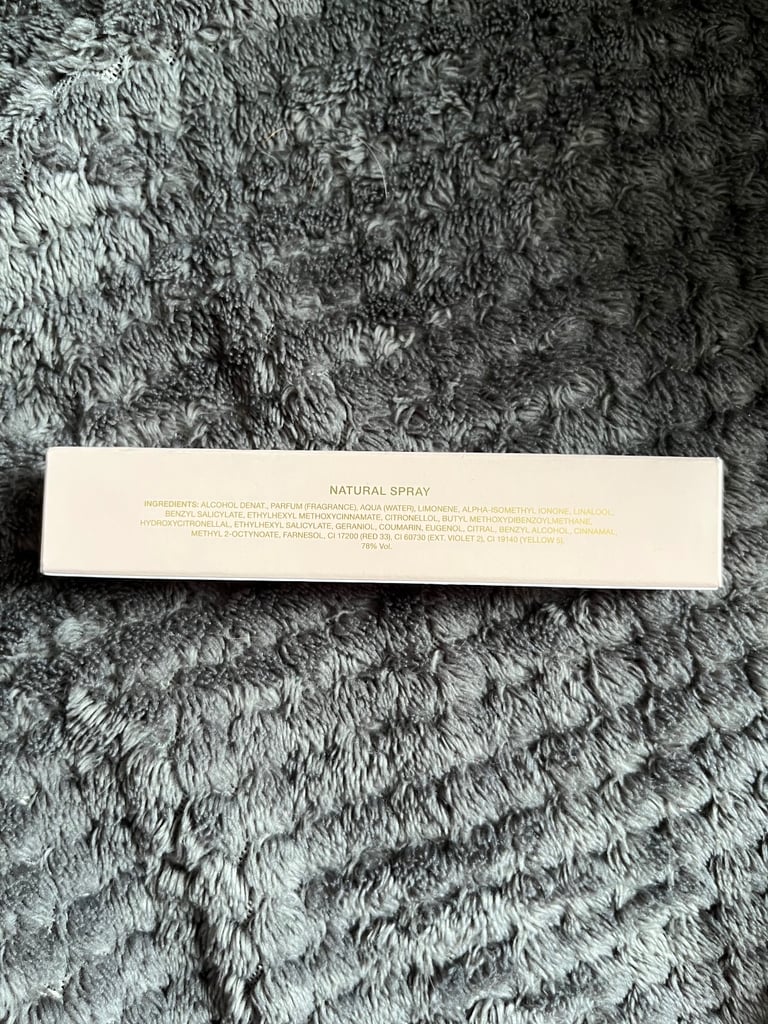 NATURAL SPRAY
INGREDIENTS: ALCOHOL DENAT., PARFUM (FRAGRANCE), AQUA (WATER), LIMONENE, ALPHA-ISOMETHYL IONONE, LINALOOL,
BENZYL SALICYLATE, ETHYLHEXYL METHOXYCINNAMATE, CITRONELLOL, BUTYL METHOXYDIBENZOYLMETHANE,
HYDROXYCITRONELLAL, ETHYLHEXYL SALICYLATE, GERANIOL, COUMARIN, EUGENOL, CITRAL, BENZYL ALCOHOL, CINNAMAL,
METHYL 2-OCTYNOATE, FARNESOL, CI 17200 (RED 33), CI 60730 (EXT. VIOLET 2), CI 19140 (YELLOW 5).
78% Vol.